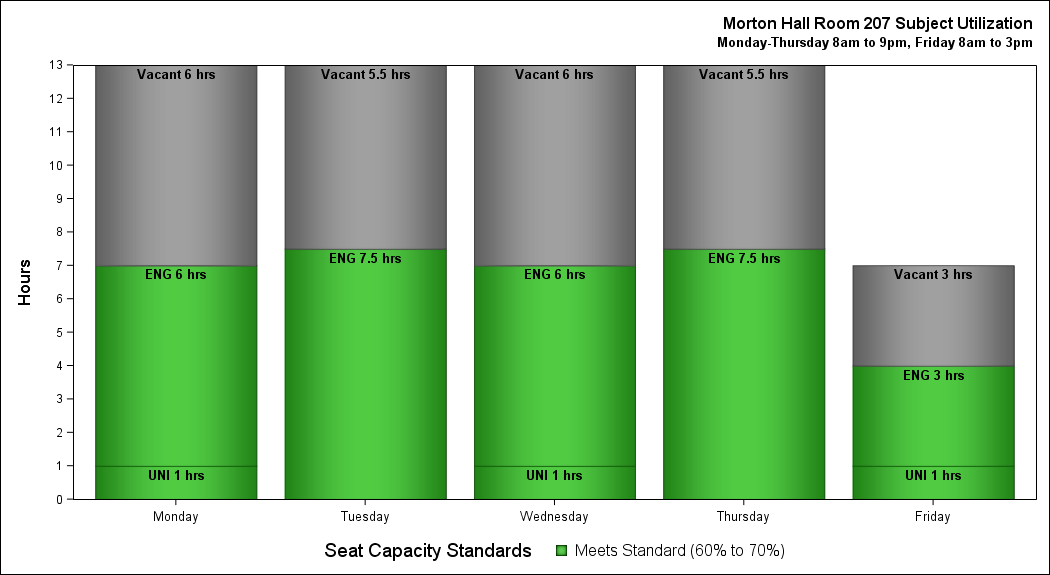 Morton Hall Room 207 Subject Utilization
Monday-Thursday 8am to 9pm, Friday 8am to 3pm
Hours
13
12
11
10
9
8
7
6
5
4
3
2
1
0
Vacant 6 hrs
ENG 6 hrs
UNI 1 hrs
Vacant 5.5 hrs
ENG 7.5 hrs
Vacant 6 hrs
ENG 6 hrs
UNI 1 hrs
Vacant 5.5 hrs
ENG 7.5 hrs
Vacant 3 hrs
ENG 3 hrs
UNI 1 hrs
Monday Tuesday Wednesday Thursday Friday
Seat Capacity Standards Meets Standard (60% to 70%)